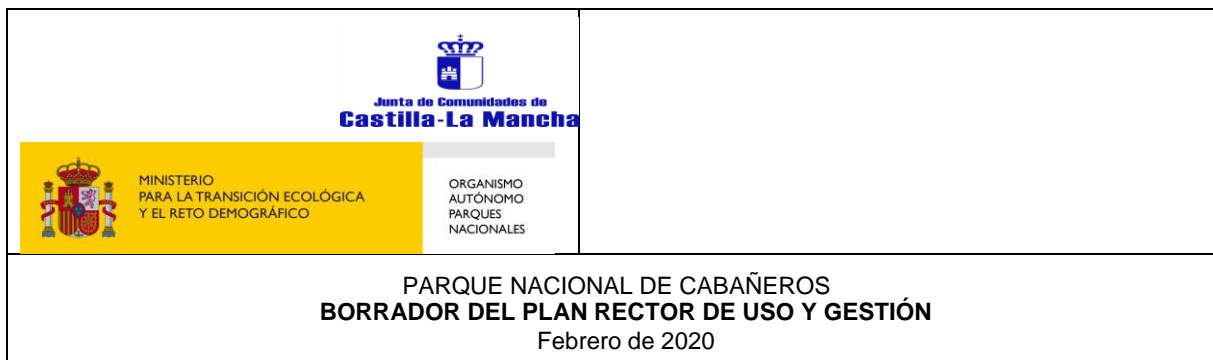 Junta de Comunidades de
Castilla-La Mancha
MINISTERIO
PARA LA TRANSICIÓN ECOLÓGICA
Y EL RETO DEMOGRÁFICO
ORGANISMO
AUTÓNOMO
PARQUES
NACIONALES
PARQUE NACIONAL DE CABAÑEROS
BORRADOR DEL PLAN RECTOR DE USO Y GESTIÓN
Febrero de 2020